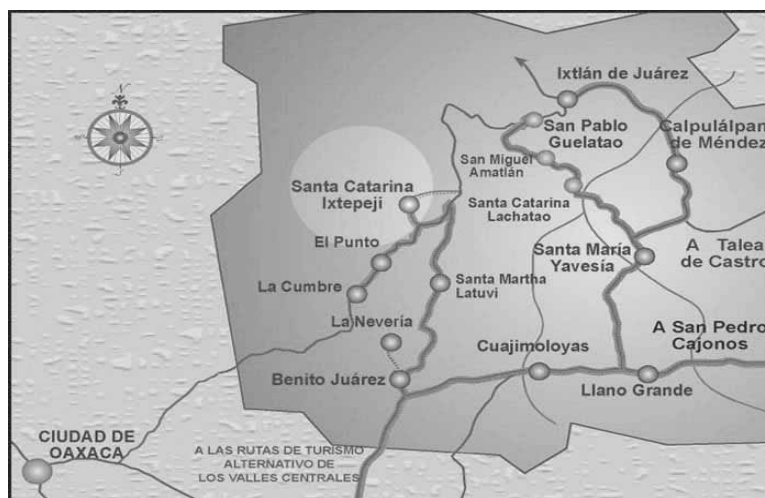 N
Ixtlán de Juárez
San Pablo
Guelatao
Calpulálpan
de Méndez
San Miguel
Amatlán
Santa Catarina
Ixtepeji
Santa Catarina
Lachatao
El Punto
Santa María
Yavesía
A Talea
de Castro
La Cumbre
Santa Martha
Latuvi
La Nevería
A San Pedro
Cajonos
Cuajimoloyas
Benito Juárez
Llano Grande
CIUDAD DE
OAXACA
A LAS RUTAS DE TURISMO
ALTERNATIVO DE
LOS VALLES CENTRALES